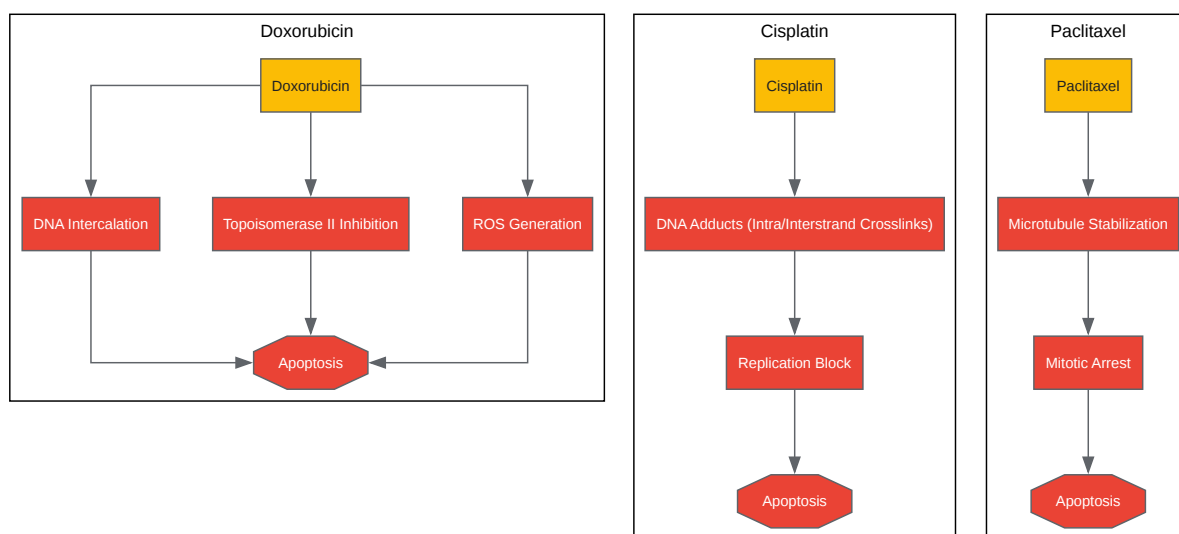 Doxorubicin
Doxorubicin
DNA Intercalation
Topoisomerase II Inhibition
ROS Generation
Apoptosis
Cisplatin
Cisplatin
DNA Adducts (Intra/Interstrand Crosslinks)
Replication Block
Apoptosis
Paclitaxel
Paclitaxel
Microtubule Stabilization
Mitotic Arrest
Apoptosis